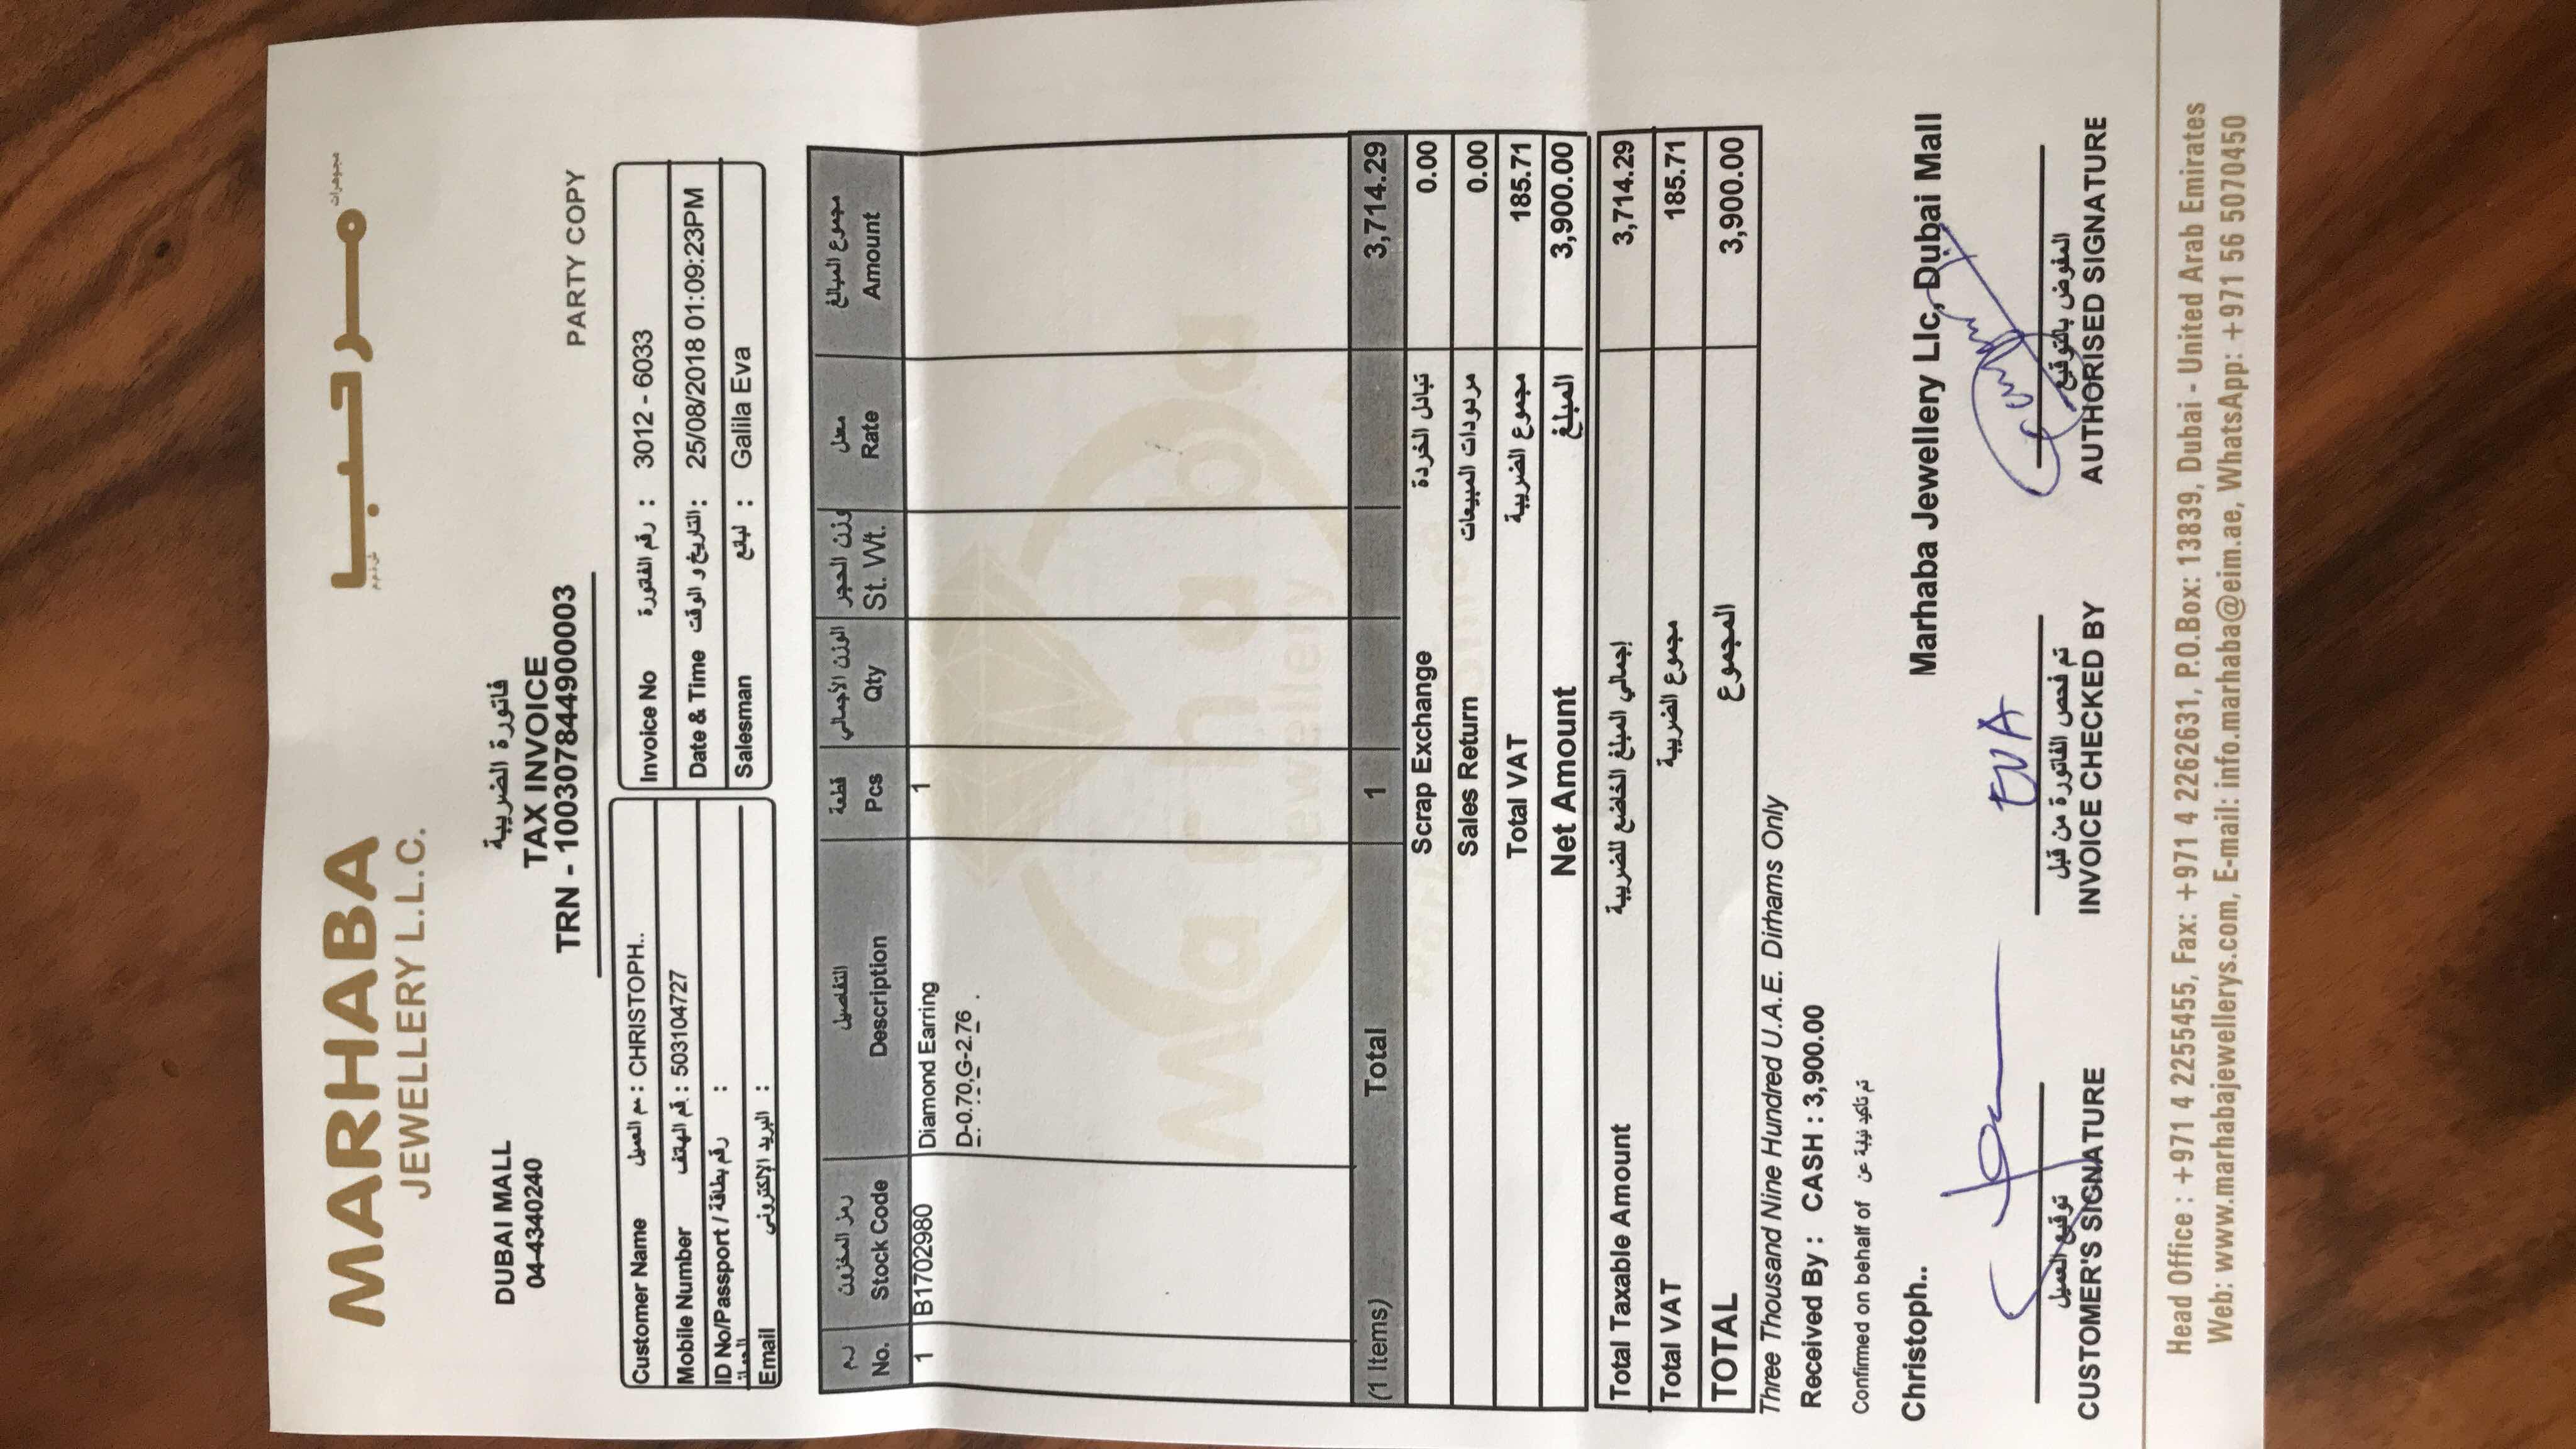 MARHABA
JEWELLERY L.L.C.
مجوهرات
مرحبا
ش.ذ.م.م
DUBAI MALL
04-4340240
فاتورة الضريبة
TAX INVOICE
TRN - 100307844900003
PARTY COPY
Customer Name سم العميل : CHRISTOPH..
Mobile Number قم الهاتف : 503104727
ID No/Passport / رقم بطاقة :
Email البريد الإلكتروني :
Invoice No رقم الفاتورة : 3012 - 6033
Date & Time التاريخ و الوقت: 25/08/2018 01:09:23PM
Salesman لبائع : Galila Eva
ر.م رمز المخزون التفاصيل قطعة الوزن الأجمالي وزن الحجر معدل مجموع المبالغ
No. Stock Code Description Pcs Qty St. Wt. Rate Amount
1 B1702980 Diamond Earring 1
D-0.70,G-2.76
Marhaba
Jewellery
(1 Items) Total 1 3,714.29
Scrap Exchange تبادل الخردة 0.00
Sales Return مردودات المبيعات 0.00
Total VAT مجموع الضريبة 185.71
Net Amount المبلغ 3,900.00
Total Taxable Amount إجمالي المبلغ الخاضع للضريبة 3,714.29
Total VAT مجموع الضريبة 185.71
TOTAL المجموع 3,900.00
Three Thousand Nine Hundred U.A.E. Dirhams Only
Received By : CASH : 3,900.00
Confirmed on behalf of تم تأكيد نيابة عن
Christoph..
Marhaba Jewellery Llc, Dubai Mall
EVA
توقيع العميل
CUSTOMER'S SIGNATURE
تم فحص الفاتورة من قبل
INVOICE CHECKED BY
المفوض بالتوقيع
AUTHORISED SIGNATURE
Head Office : +971 4 2255455, Fax: +971 4 2262631, P.O.Box: 13839, Dubai - United Arab Emirates
Web: www.marhabajewellerys.com, E-mail: info.marhaba@eim.ae, WhatsApp: +971 56 5070450